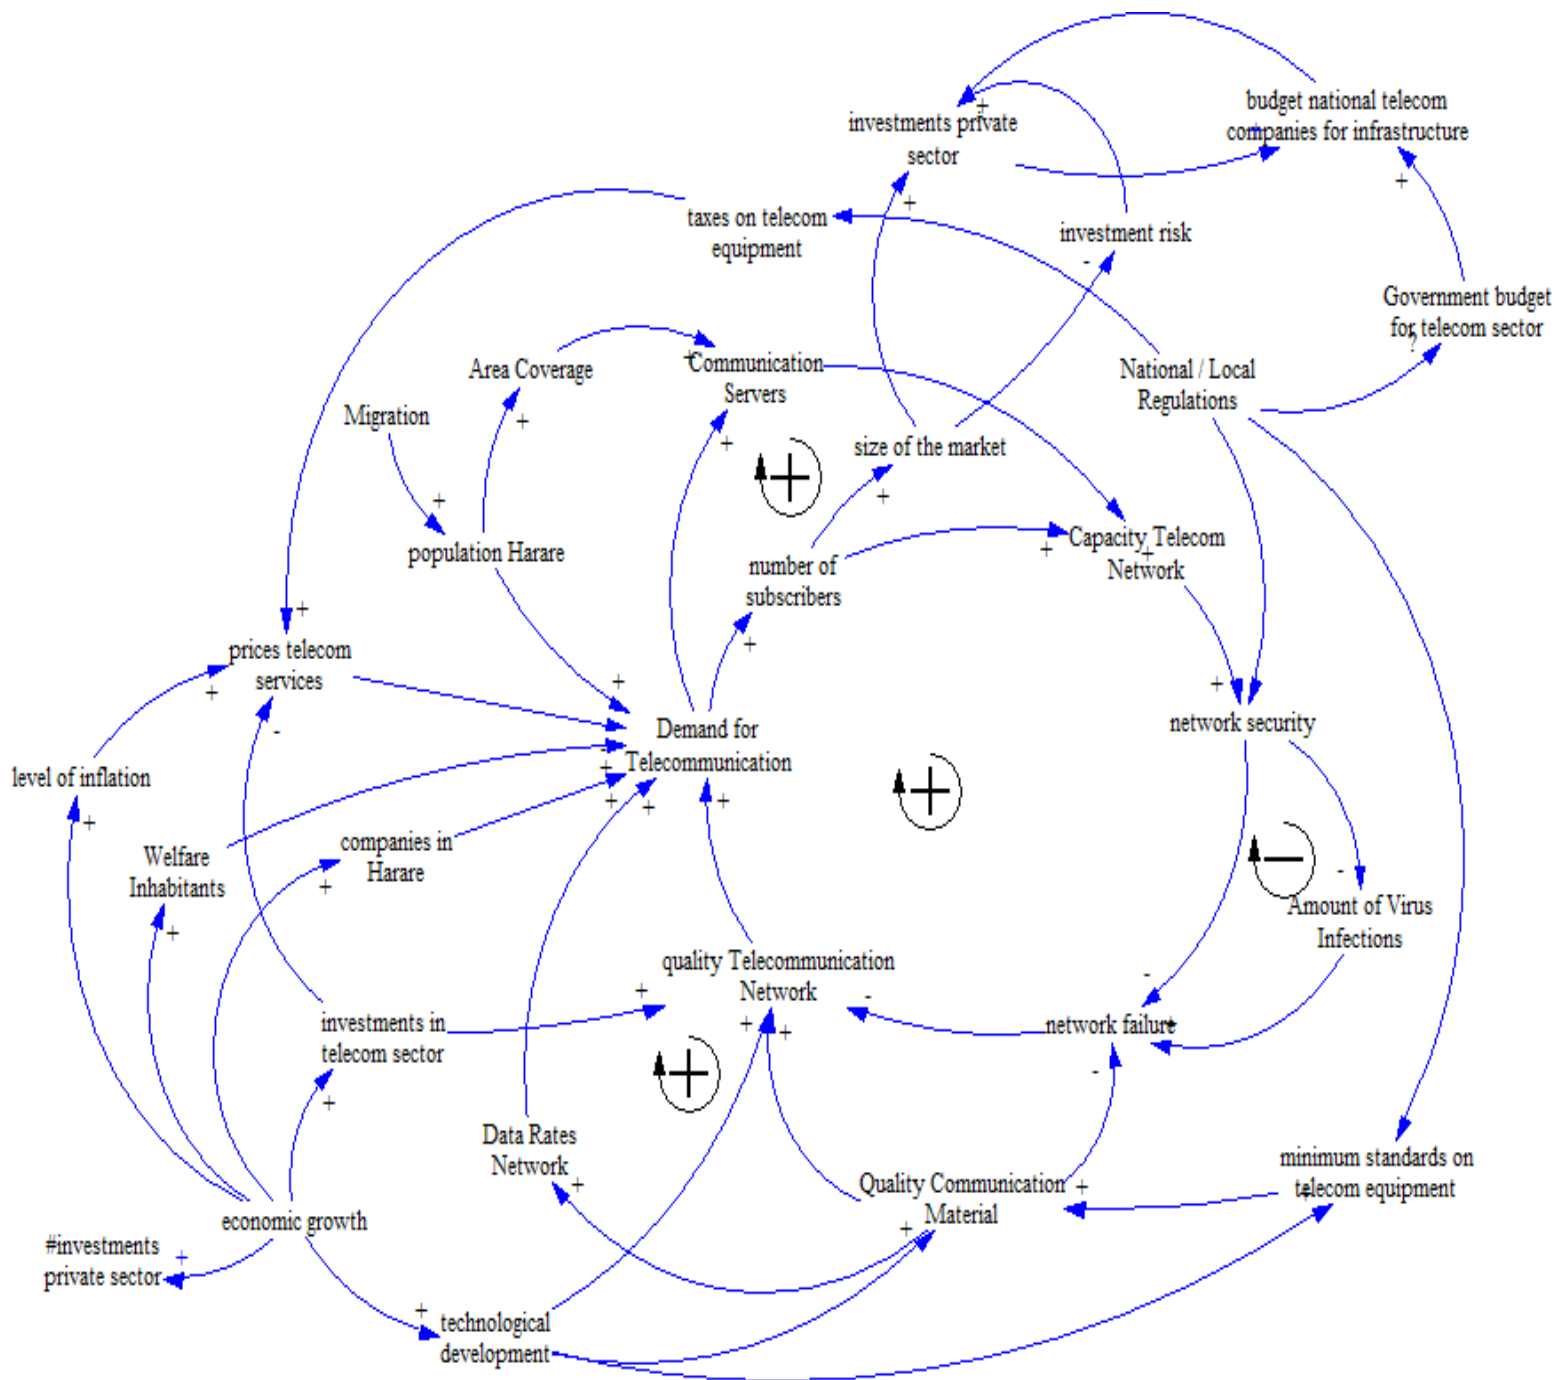 budget national telecom
companies for infrastructure
investments private
sector
taxes on telecom
equipment
investment risk
Government budget
for telecom sector
?
Area Coverage
Communication
Servers
National / Local
Regulations
Migration
size of the market
population Harare
number of
subscribers
Capacity Telecom
Network
prices telecom
services
Demand for
Telecommunication
network security
level of inflation
Welfare
Inhabitants
companies in
Harare
Amount of Virus
Infections
quality Telecommunication
Network
investments in
telecom sector
network failure
Data Rates
Network
Quality Communication
Material
minimum standards on
telecom equipment
economic growth
#investments
private sector
technological
development